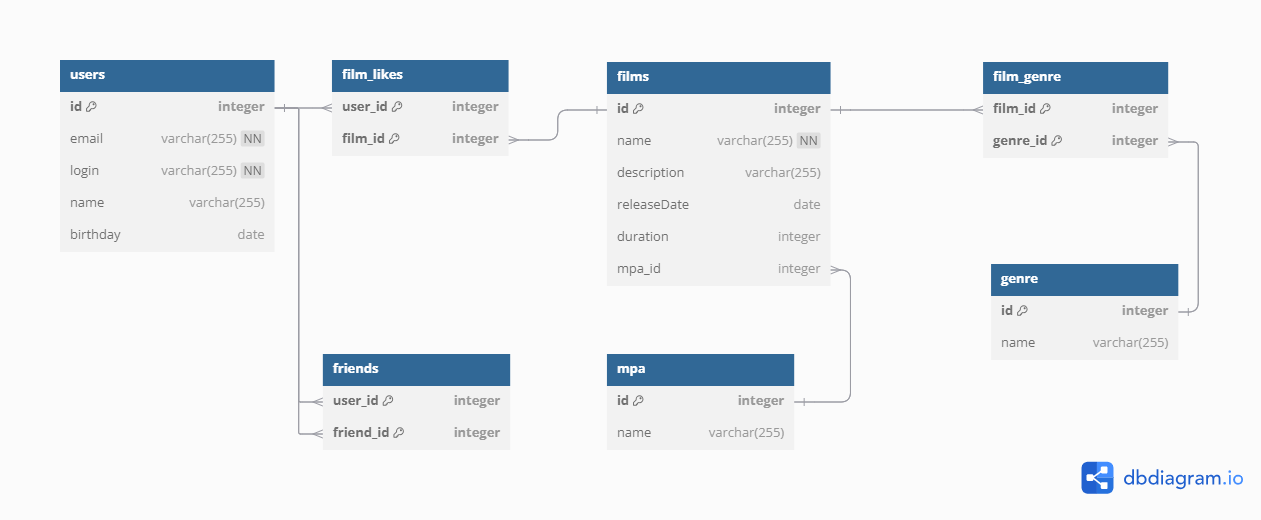 users
id integer
email varchar(255) NN
login varchar(255) NN
name varchar(255)
birthday date
film_likes
user_id integer
film_id integer
films
id integer
name varchar(255) NN
description varchar(255)
releaseDate date
duration integer
mpa_id integer
film_genre
film_id integer
genre_id integer
genre
id integer
name varchar(255)
friends
user_id integer
friend_id integer
mpa
id integer
name varchar(255)
dbdiagram.io